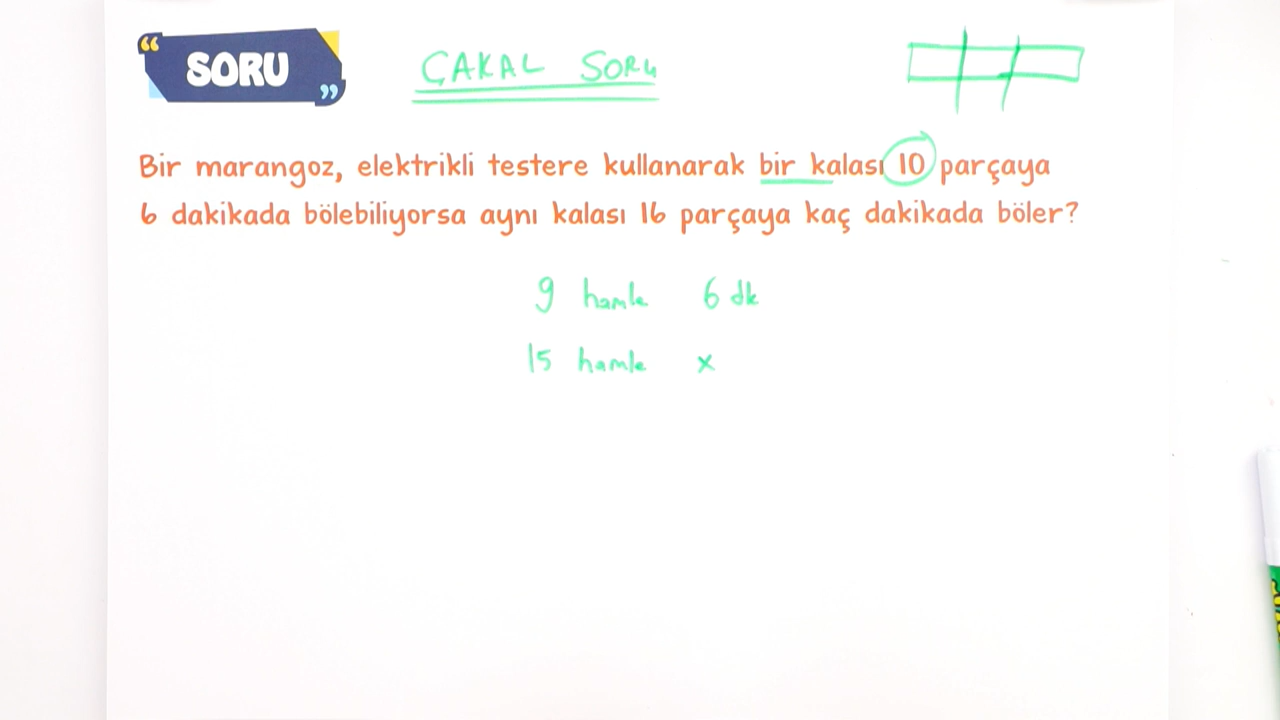 “
SORU
”
ÇAKAL SORU
Bir marangoz, elektrikli testere kullanarak bir kalası 10 parçaya
6 dakikada bölebiliyorsa aynı kalası 16 parçaya kaç dakikada böler?
9 hamle 6 dk
15 hamle x